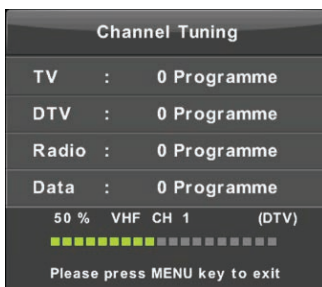 Channel Tuning
TV : 0 Programme
DTV : 0 Programme
Radio : 0 Programme
Data : 0 Programme
50 % VHF CH 1 (DTV)
Please press MENU key to exit